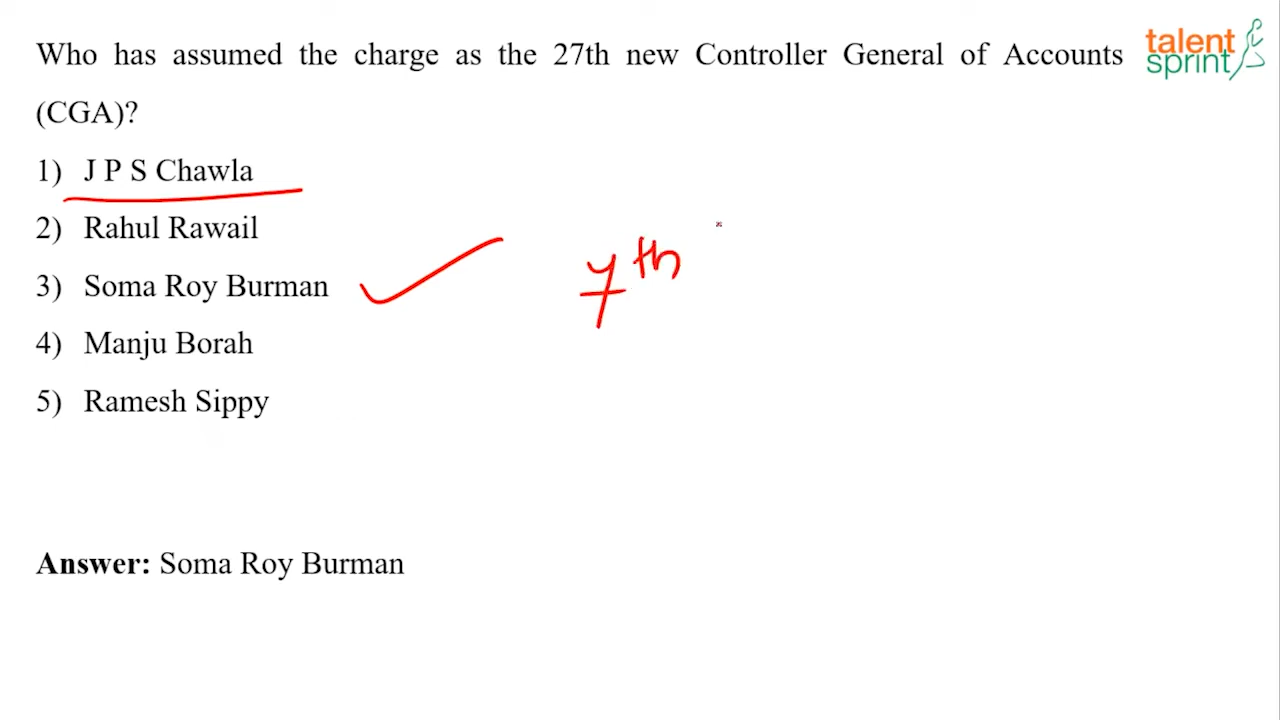 Who has assumed the charge as the 27th new Controller General of Accounts
(CGA)?
talent
sprint
1) J P S Chawla
2) Rahul Rawail
3) Soma Roy Burman
7th
4) Manju Borah
5) Ramesh Sippy
Answer: Soma Roy Burman